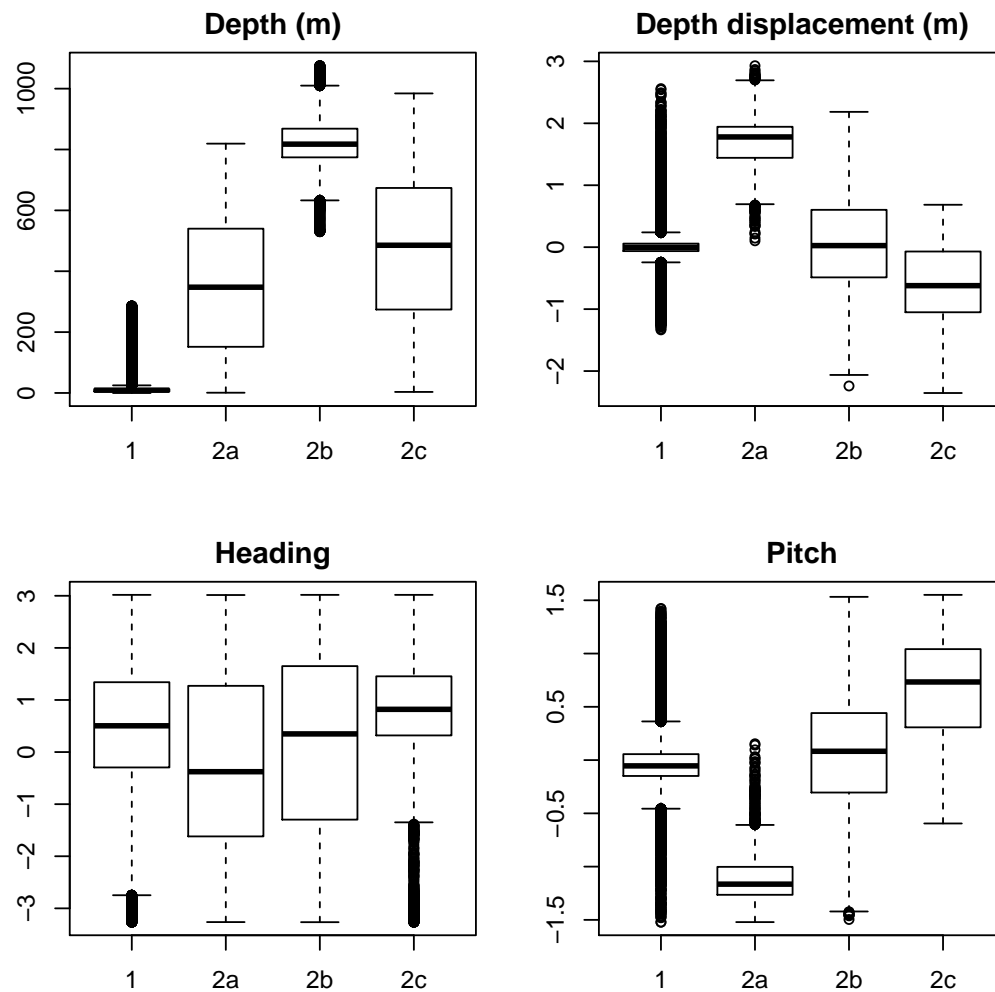 Depth (m)
1000
600
200
0
1 2a 2b 2c
Depth displacement (m)
3
2
1
0
−1
−2
1 2a 2b 2c
Heading
3
2
1
0
−1
−2
−3
1 2a 2b 2c
Pitch
1.5
0.5
−0.5
−1.5
1 2a 2b 2c